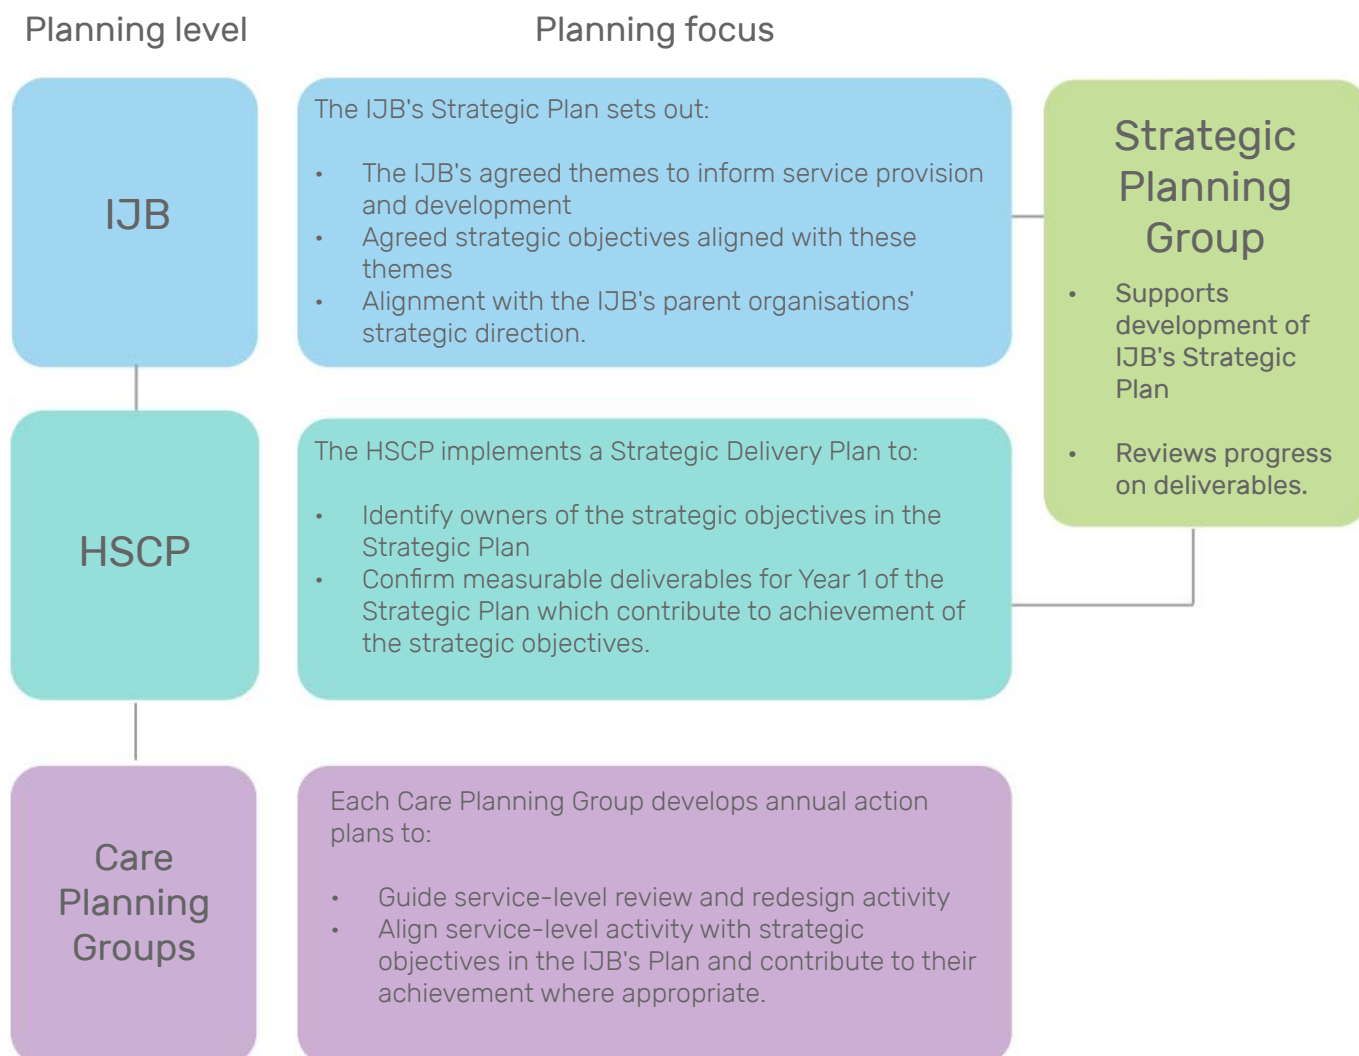 Planning level
Planning focus
IJB
The IJB's Strategic Plan sets out:
• The IJB's agreed themes to inform service provision
and development
• Agreed strategic objectives aligned with these
themes
• Alignment with the IJB's parent organisations'
strategic direction.
Strategic
Planning
Group
• Supports
development of
IJB's Strategic
Plan
• Reviews progress
on deliverables.
HSCP
The HSCP implements a Strategic Delivery Plan to:
• Identify owners of the strategic objectives in the
Strategic Plan
• Confirm measurable deliverables for Year 1 of the
Strategic Plan which contribute to achievement of
the strategic objectives.
Care
Planning
Groups
Each Care Planning Group develops annual action
plans to:
• Guide service-level review and redesign activity
• Align service-level activity with strategic
objectives in the IJB's Plan and contribute to their
achievement where appropriate.